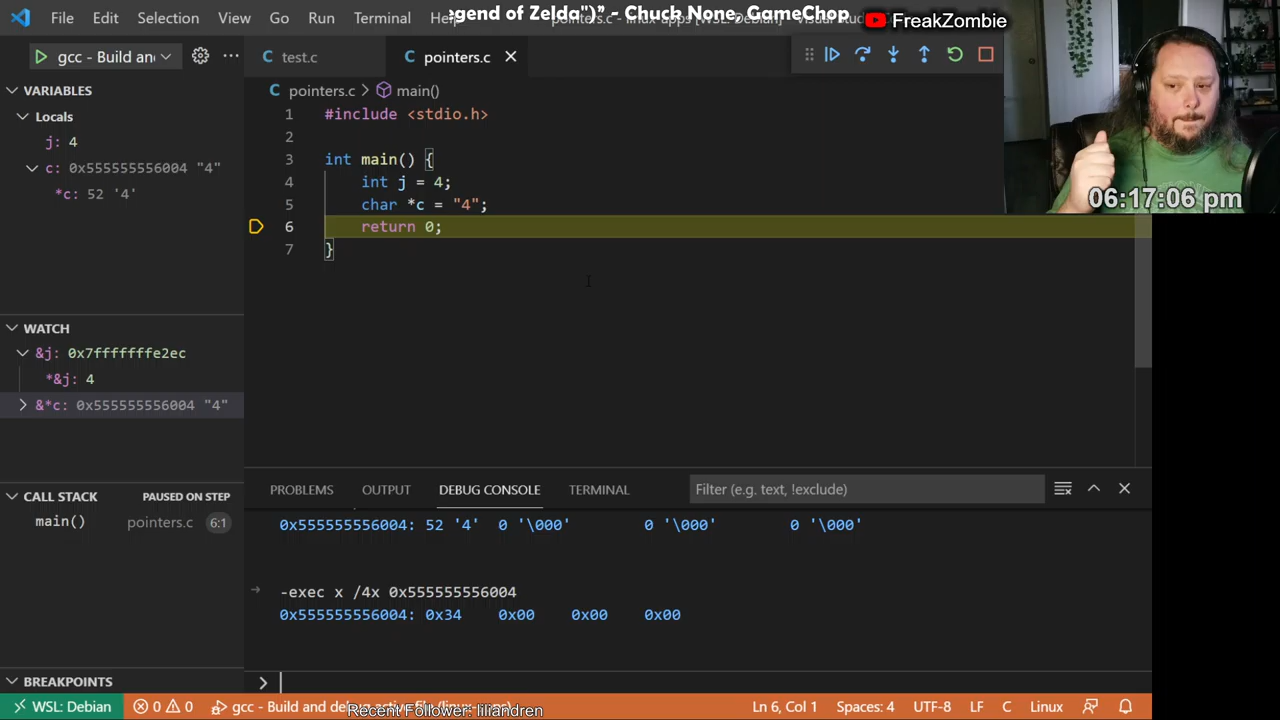 File Edit Selection View Go Run Terminal Help
egend of Zelda")" - Chuck None, GameChop
FreakZombie
gcc - Build an
test.c
pointers.c
VARIABLES
Locals
j: 4
c: 0x555555556004 "4"
*c: 52 '4'
pointers.c > main()
1 #include <stdio.h>
2
3 int main() {
4 int j = 4;
5 char *c = "4";
6 return 0;
7 }
06:17:06 pm
WATCH
&j: 0x7fffffffe2ec
*&j: 4
&*c: 0x555555556004 "4"
CALL STACK
PAUSED ON STEP
main() pointers.c 6:1
BREAKPOINTS
PROBLEMS OUTPUT DEBUG CONSOLE TERMINAL
Filter (e.g. text, !exclude)
0x555555556004: 52 '4' 0 '\000' 0 '\000' 0 '\000'
-exec x /4x 0x555555556004
0x555555556004: 0x34 0x00 0x00 0x00
>
WSL: Debian
0 0
gcc - Build and
Recent Follower: liliandren
Ln 6, Col 1 Spaces: 4 UTF-8 LF C Linux